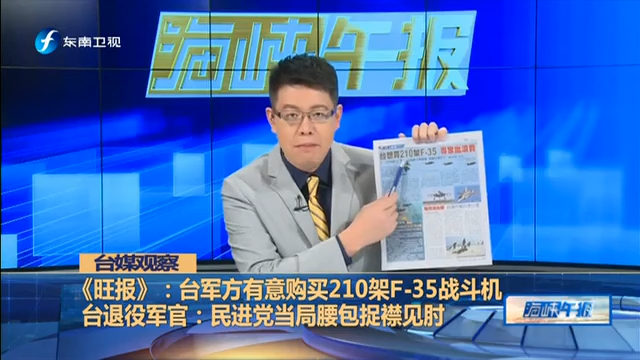 东南卫视
海峡午报
台想買210架F-35
台媒观察
《旺报》：台军方有意购买210架F-35战斗机
台退役军官：民进党当局腰包捉襟见肘
海峡午报